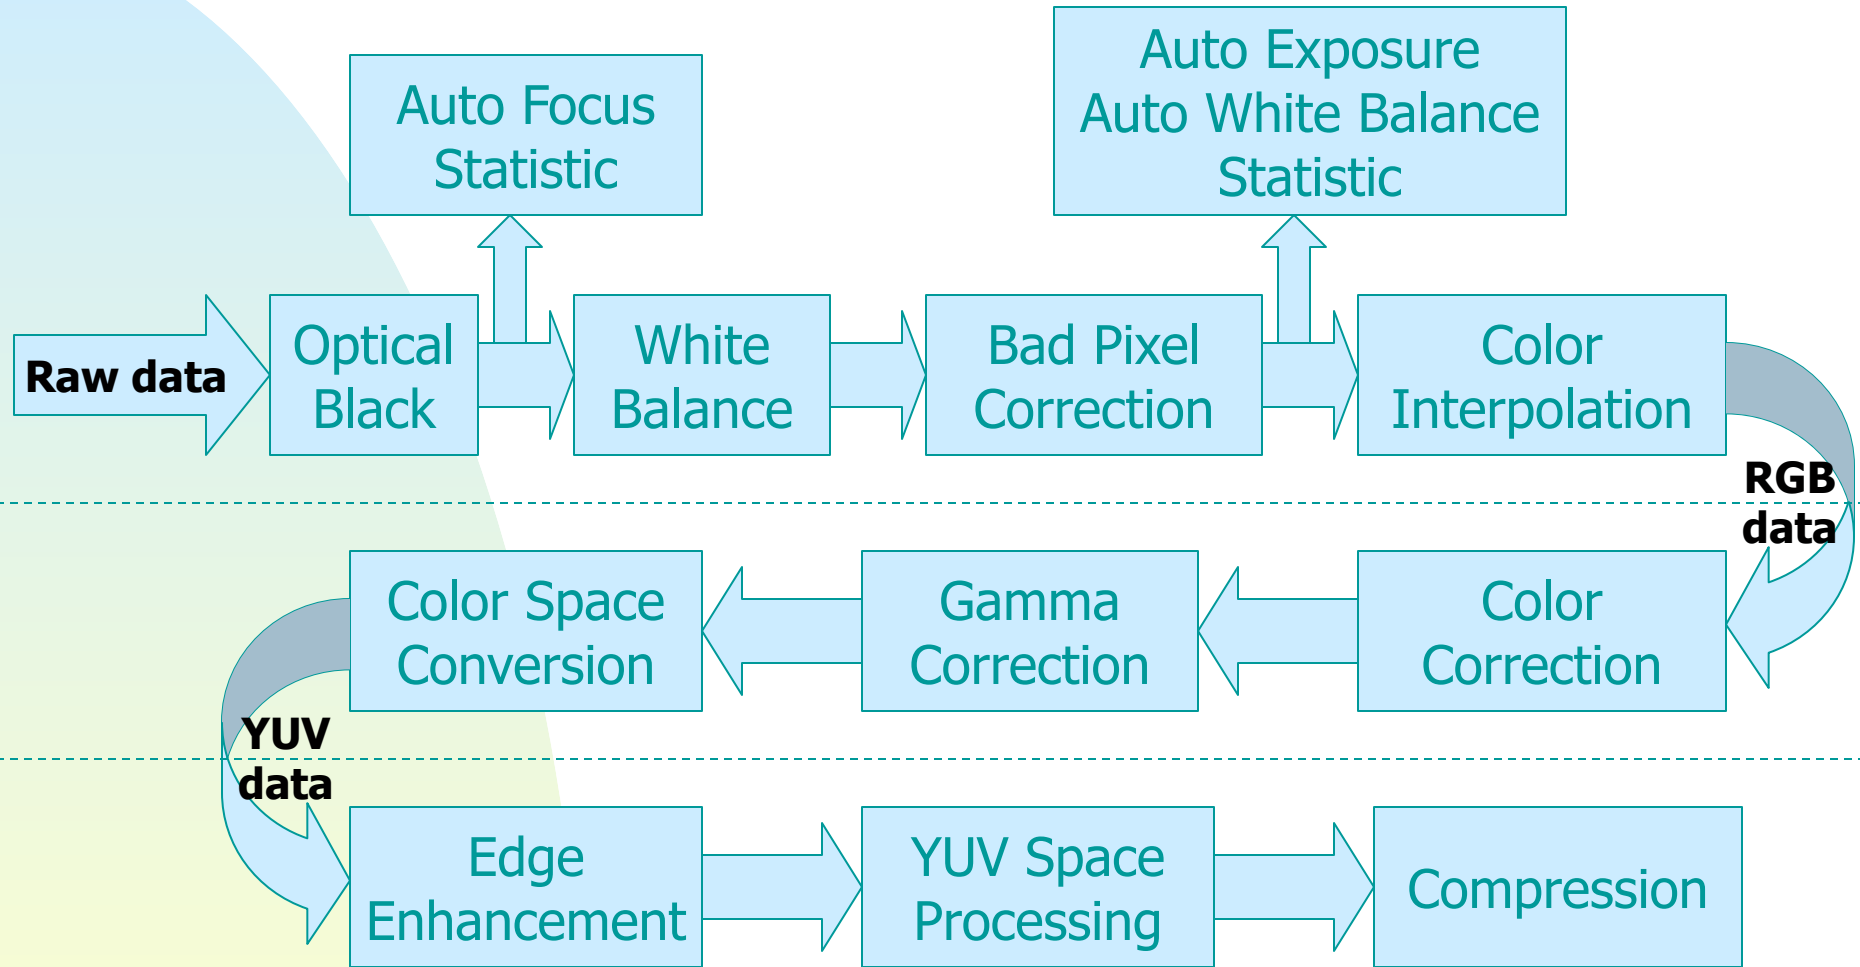 Auto Focus
Statistic
Auto Exposure
Auto White Balance
Statistic
Raw data
Optical
Black
White
Balance
Bad Pixel
Correction
Color
Interpolation
RGB
data
Color Space
Conversion
Gamma
Correction
Color
Correction
YUV
data
Edge
Enhancement
YUV Space
Processing
Compression